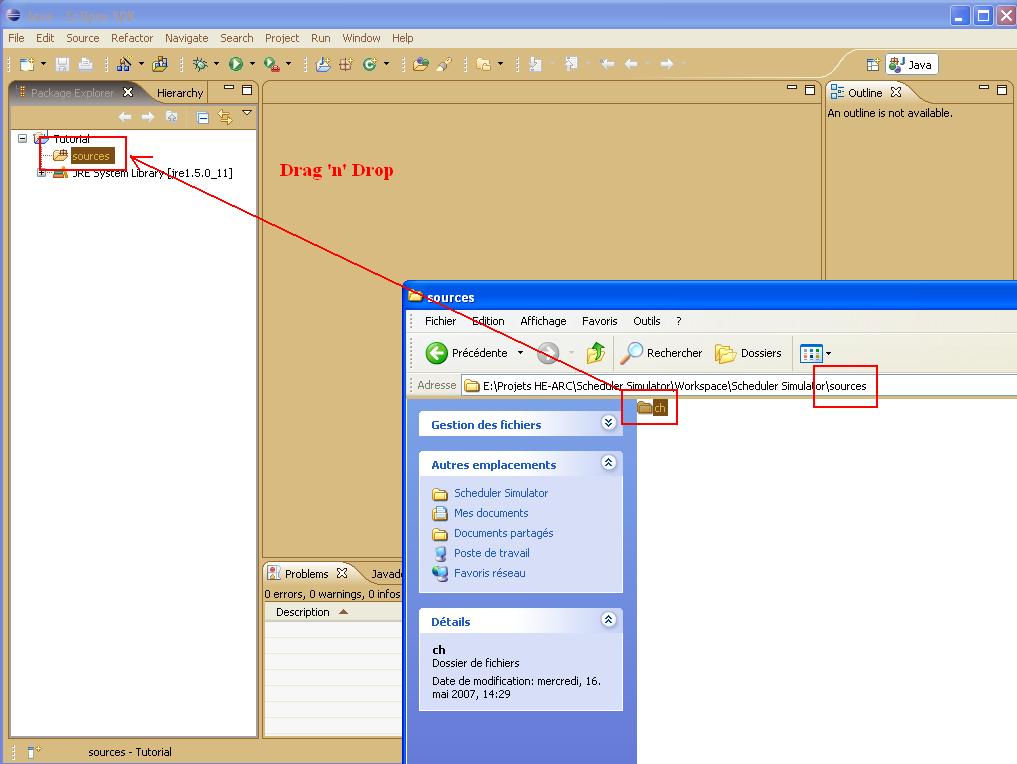 Java - Eclipse SDK
File Edit Source Refactor Navigate Search Project Run Window Help
Java
Package Explorer Hierarchy
Outline
An outline is not available.
Tutorial
sources
JRE System Library [jre1.5.0_11]
Drag 'n' Drop
sources
Fichier Edition Affichage Favoris Outils ?
Précédente Rechercher Dossiers
Adresse E:\Projets HE-ARC\Scheduler Simulator\Workspace\Scheduler Simulator\sources
ch
Gestion des fichiers
Autres emplacements
Scheduler Simulator
Mes documents
Documents partagés
Poste de travail
Favoris réseau
Détails
ch
Dossier de fichiers
Date de modification: mercredi, 16.
mai 2007, 14:29
Problems Javado
0 errors, 0 warnings, 0 infos
Description
sources - Tutorial